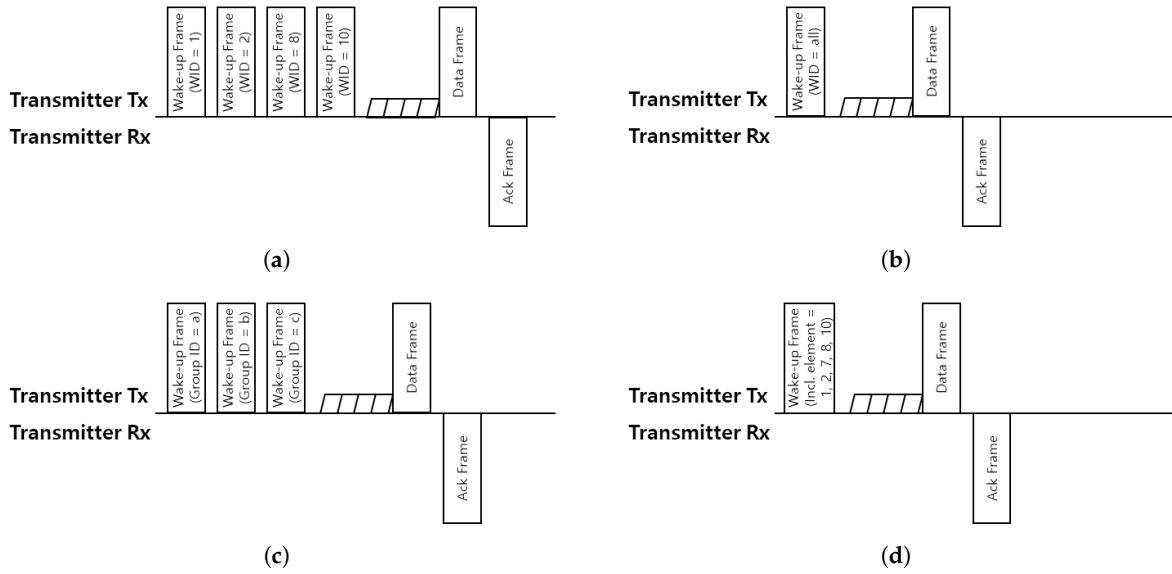 Wake-up Frame
(WID = 1)
Wake-up Frame
(WID = 2)
Wake-up Frame
(WID = 8)
Wake-up Frame
(WID = 10)
Data Frame
Transmitter Tx
Transmitter Rx
Ack Frame
(a)
Wake-up Frame
(WID = all)
Data Frame
Transmitter Tx
Transmitter Rx
Ack Frame
(b)
Wake-up Frame
(Group ID = a)
Wake-up Frame
(Group ID = b)
Wake-up Frame
(Group ID = c)
Data Frame
Transmitter Tx
Transmitter Rx
Ack Frame
(c)
Wake-up Frame
(Incl. element =
1, 2, 7, 8, 10)
Data Frame
Transmitter Tx
Transmitter Rx
Ack Frame
(d)